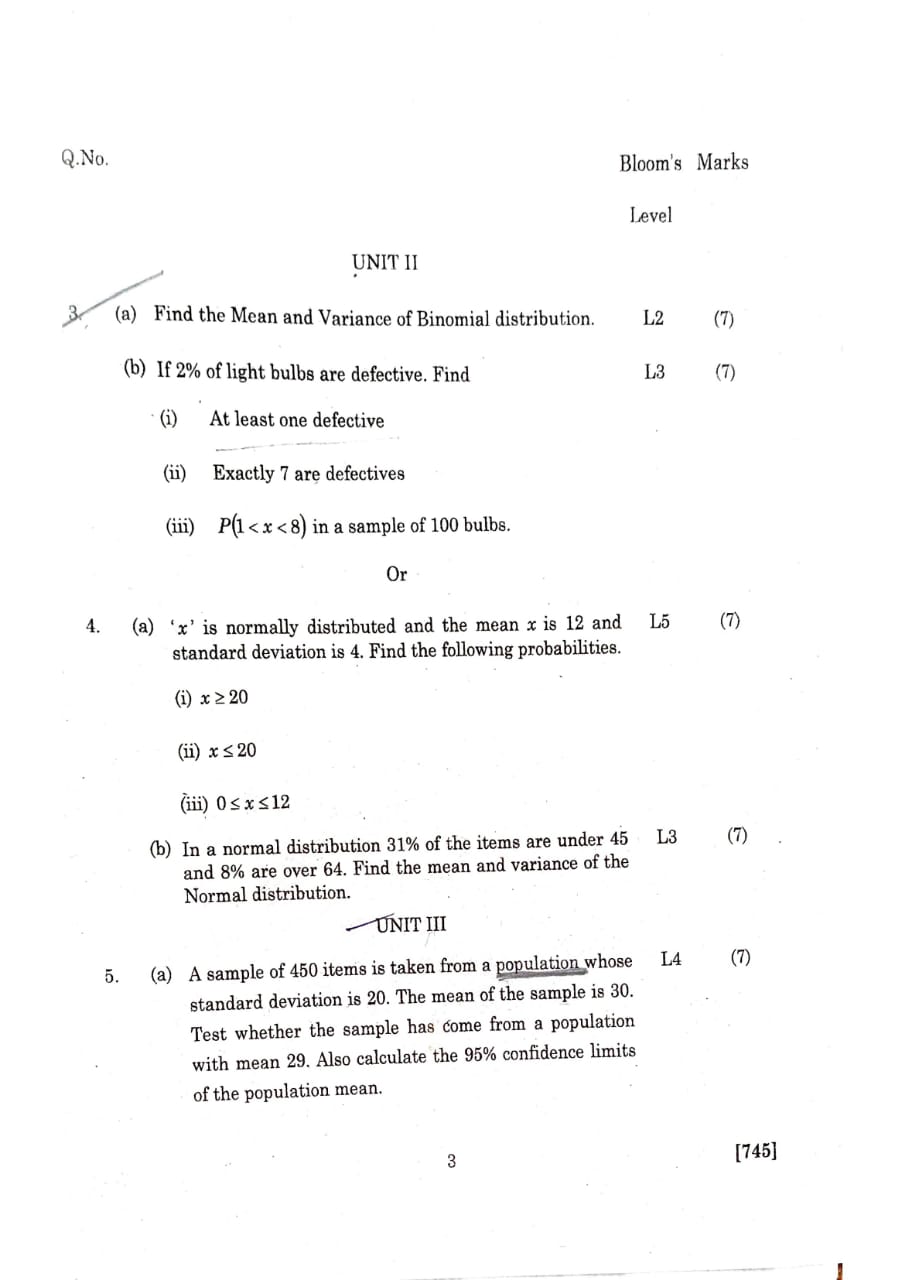 Q.No.
Bloom's Marks
Level
UNIT II
3. (a) Find the Mean and Variance of Binomial distribution. L2 (7)
(b) If 2% of light bulbs are defective. Find L3 (7)
(i) At least one defective
(ii) Exactly 7 are defectives
(iii) P(1 < x < 8) in a sample of 100 bulbs.
Or
4. (a) ‘x’ is normally distributed and the mean x is 12 and L5 (7)
standard deviation is 4. Find the following probabilities.
(i) x ≥ 20
(ii) x ≤ 20
(iii) 0 ≤ x ≤ 12
(b) In a normal distribution 31% of the items are under 45 L3 (7)
and 8% are over 64. Find the mean and variance of the
Normal distribution.
UNIT III
5. (a) A sample of 450 items is taken from a population whose L4 (7)
standard deviation is 20. The mean of the sample is 30.
Test whether the sample has come from a population
with mean 29. Also calculate the 95% confidence limits
of the population mean.
3
[745]